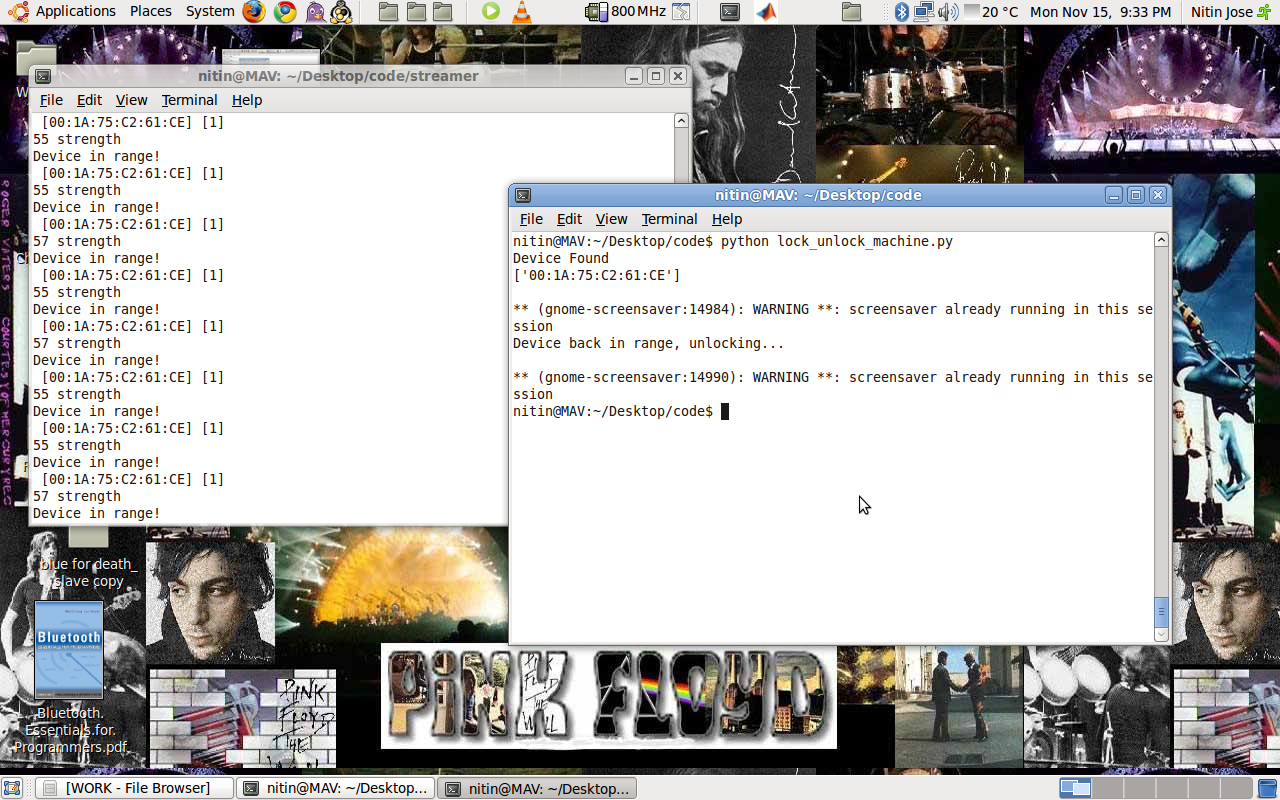 Applications Places System 800 MHz 20 °C Mon Nov 15, 9:33 PM Nitin Jose
nitin@MAV: ~/Desktop/code/streamer
File Edit View Terminal Help
[00:1A:75:C2:61:CE] [1]
55 strength
Device in range!
[00:1A:75:C2:61:CE] [1]
55 strength
Device in range!
[00:1A:75:C2:61:CE] [1]
57 strength
Device in range!
[00:1A:75:C2:61:CE] [1]
55 strength
Device in range!
[00:1A:75:C2:61:CE] [1]
57 strength
Device in range!
[00:1A:75:C2:61:CE] [1]
55 strength
Device in range!
[00:1A:75:C2:61:CE] [1]
55 strength
Device in range!
[00:1A:75:C2:61:CE] [1]
57 strength
Device in range!
nitin@MAV: ~/Desktop/code
File Edit View Terminal Help
nitin@MAV:~/Desktop/code$ python lock_unlock_machine.py
Device Found
['00:1A:75:C2:61:CE']
** (gnome-screensaver:14984): WARNING **: screensaver already running in this se
ssion
Device back in range, unlocking...
** (gnome-screensaver:14990): WARNING **: screensaver already running in this se
ssion
nitin@MAV:~/Desktop/code$
blue for death_
slave copy
Bluetooth
Bluetooth.
Essentials.for.
Programmers.pdf
PINK FLOYD
PINK
FLOYD
THE
[WORK - File Browser]
nitin@MAV: ~/Desktop...
nitin@MAV: ~/Desktop...